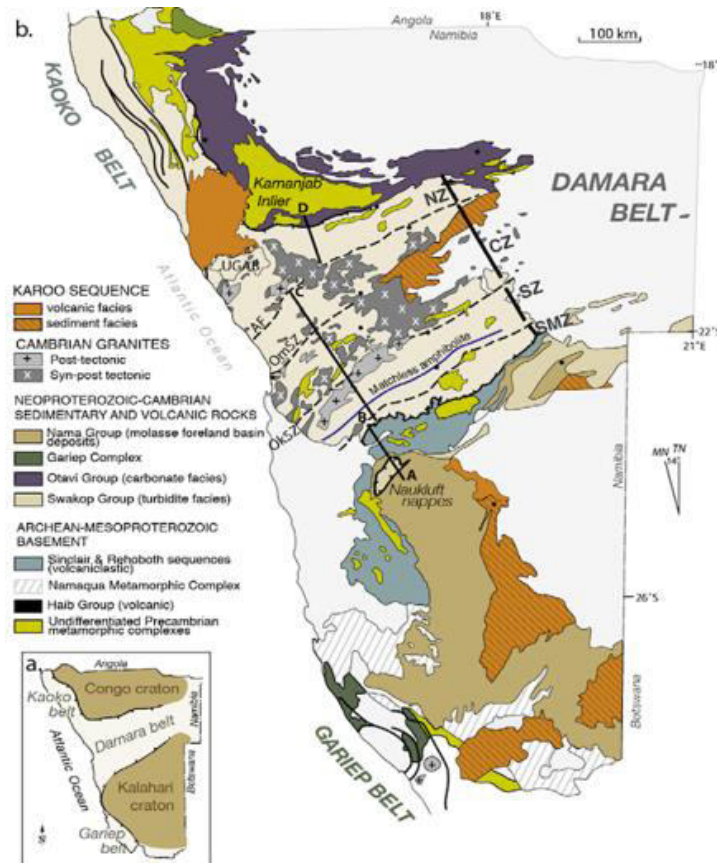 b.
Angola
Namibia
18°E
100 km
18°
KAOKO
BELT
Kamanjab
Inlier
D
NZ
DAMARA
BELT
CZ
UGAB
C
SZ
SMZ
22°S
21°E
AF
OmSZ
Matchless amphibolite
OkSZ
B
A
Naukluft
nappes
Atlantic Ocean
MN
TN
14°
Namibia
Botswana
26°S
GARIEP BELT
KAROO SEQUENCE
volcanic facies
sediment facies
CAMBRIAN GRANITES
Post-tectonic
Syn-post tectonic
NEOPROTEROZOIC-CAMBRIAN
SEDIMENTARY AND VOLCANIC ROCKS
Nama Group (molasse foreland basin
deposits)
Gariep Complex
Otavi Group (carbonate facies)
Swakop Group (turbidite facies)
ARCHEAN-MESOPROTEROZOIC
BASEMENT
Sinclair & Rehoboth sequences
(volcaniclastic)
Namaqua Metamorphic Complex
Haib Group (volcanic)
Undifferentiated Precambrian
metamorphic complexes
a
Angola
Congo craton
Kaoko
belt
Namibia
Damara belt
Botswana
Atlantic Ocean
Kalahari
craton
Gariep
belt